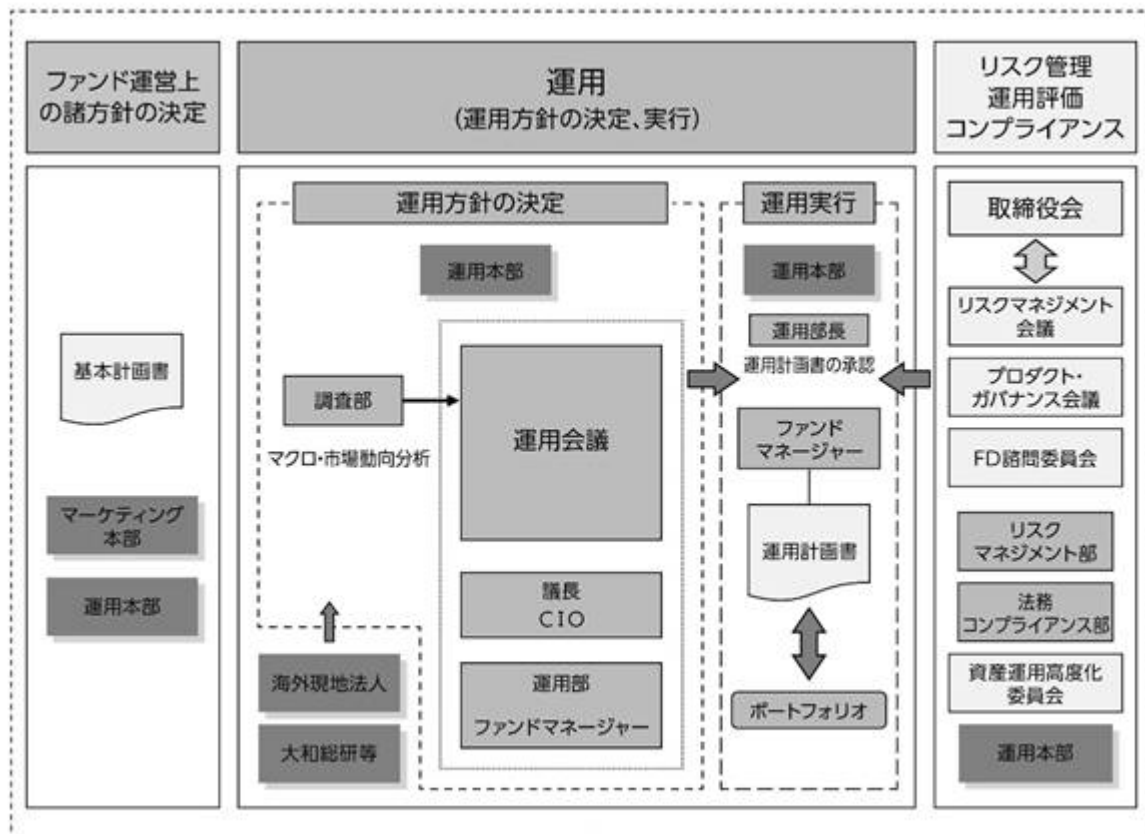 ファンド運営上
の諸方針の決定
運用
(運用方針の決定、実行)
リスク管理
運用評価
コンプライアンス
基本計画書
マーケティング
本部
運用本部
運用方針の決定
運用本部
調査部
マクロ・市場動向分析
運用会議
議長
CIO
運用部
ファンドマネージャー
海外現地法人
大和総研等
運用実行
運用本部
運用部長
運用計画書の承認
ファンド
マネージャー
運用計画書
ポートフォリオ
取締役会
リスクマネジメント
会議
プロダクト・
ガバナンス会議
FD諮問委員会
リスク
マネジメント部
法務
コンプライアンス部
資産運用高度化
委員会
運用本部